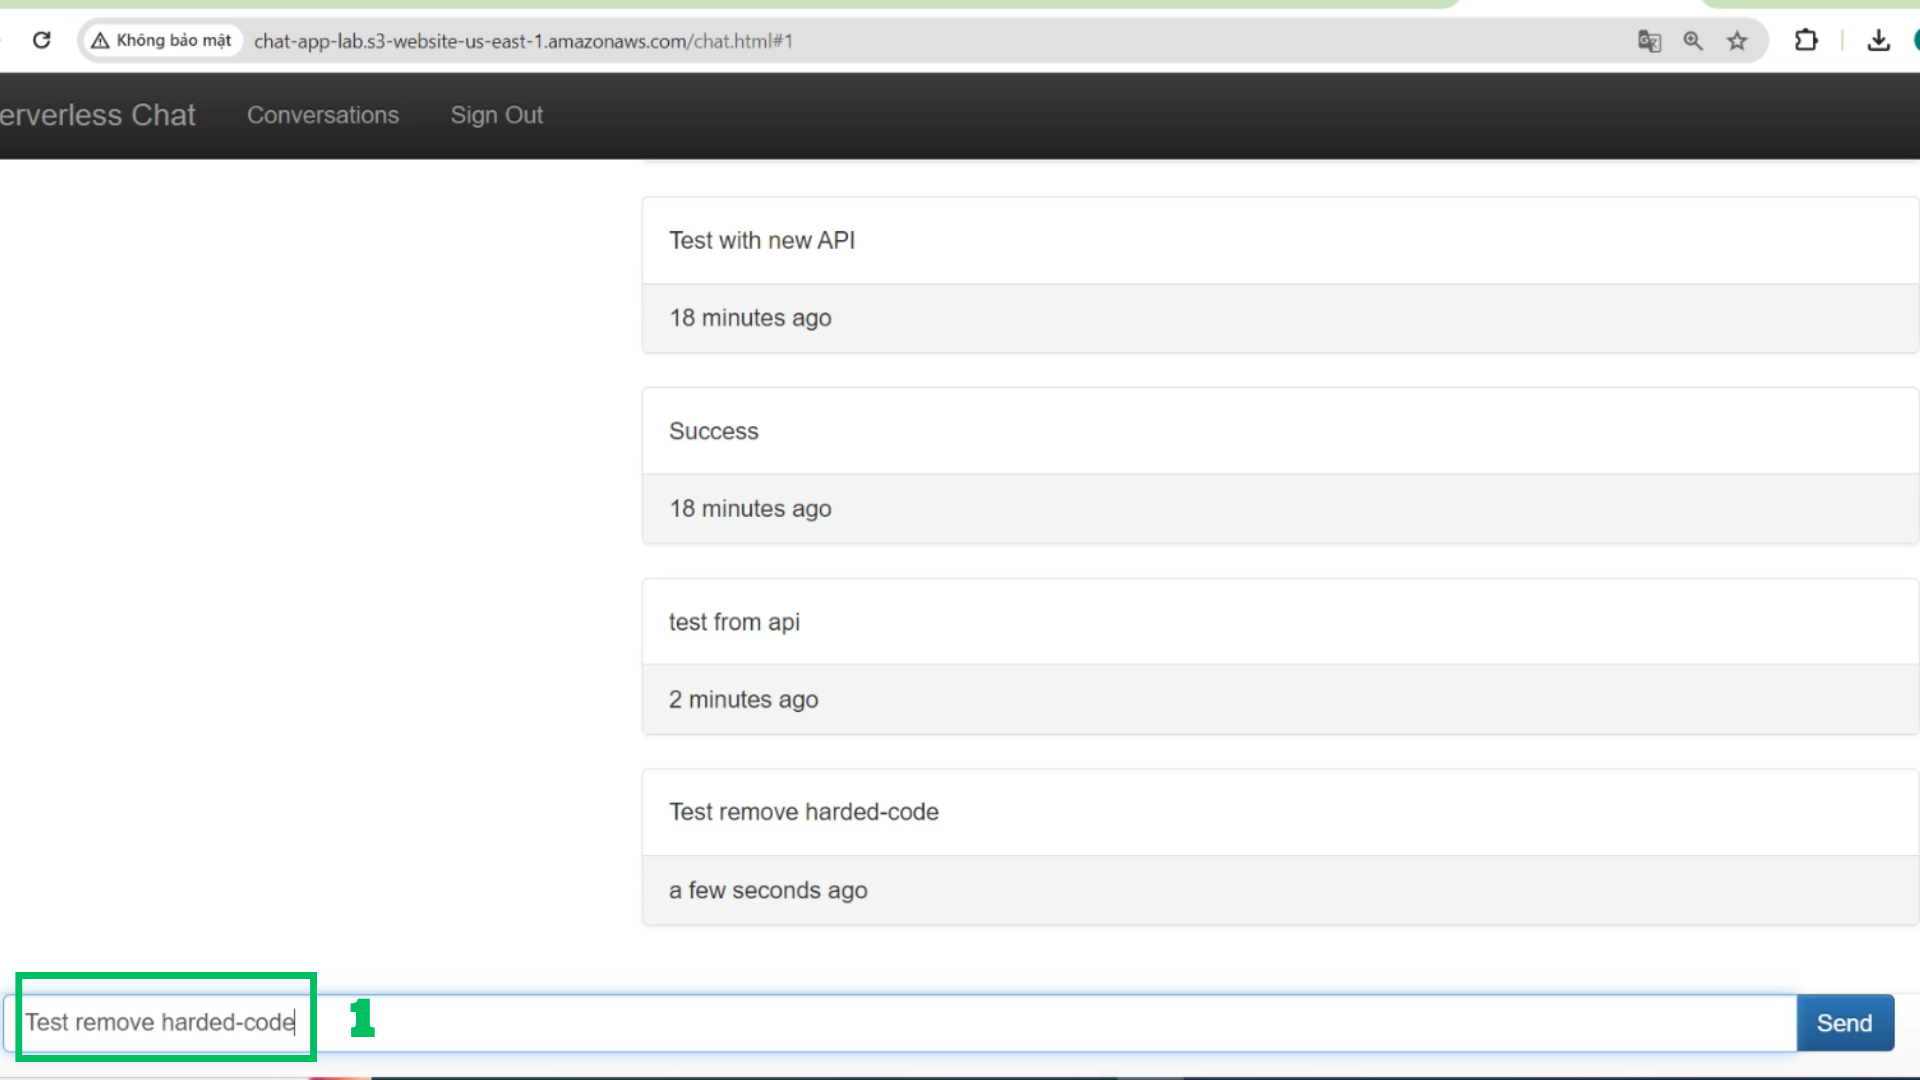 Không bảo mật
chat-app-lab.s3-website-us-east-1.amazonaws.com/chat.html#1
erverless Chat
Conversations
Sign Out
Test with new API
18 minutes ago
Success
18 minutes ago
test from api
2 minutes ago
Test remove harded-code
a few seconds ago
Test remove harded-code
1
Send